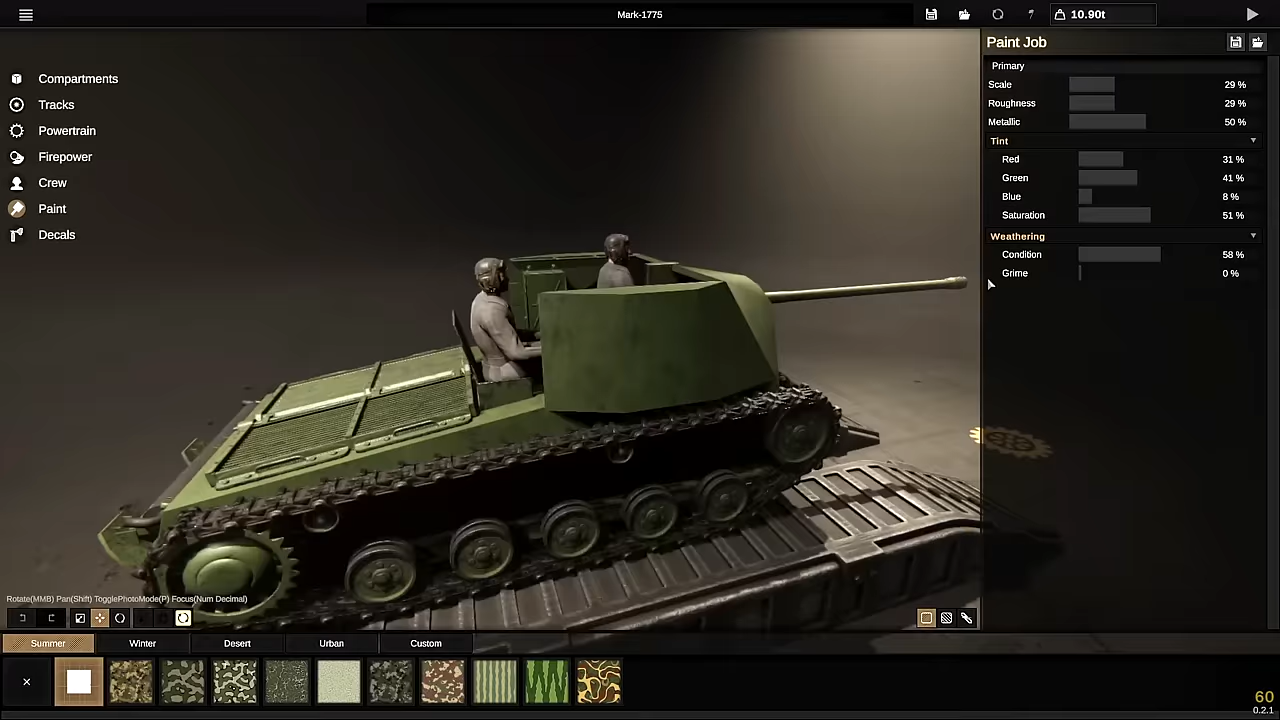 Mark-1775
10.90t
Compartments
Tracks
Powertrain
Firepower
Crew
Paint
Decals
Paint Job
Primary
Scale 29 %
Roughness 29 %
Metallic 50 %
Tint
Red 31 %
Green 41 %
Blue 8 %
Saturation 51 %
Weathering
Condition 58 %
Grime 0 %
Rotate(MMB) Pan(Shift) TogglePhotoMode(P) Focus(Num Decimal)
Summer Winter Desert Urban Custom
60
0.2.1